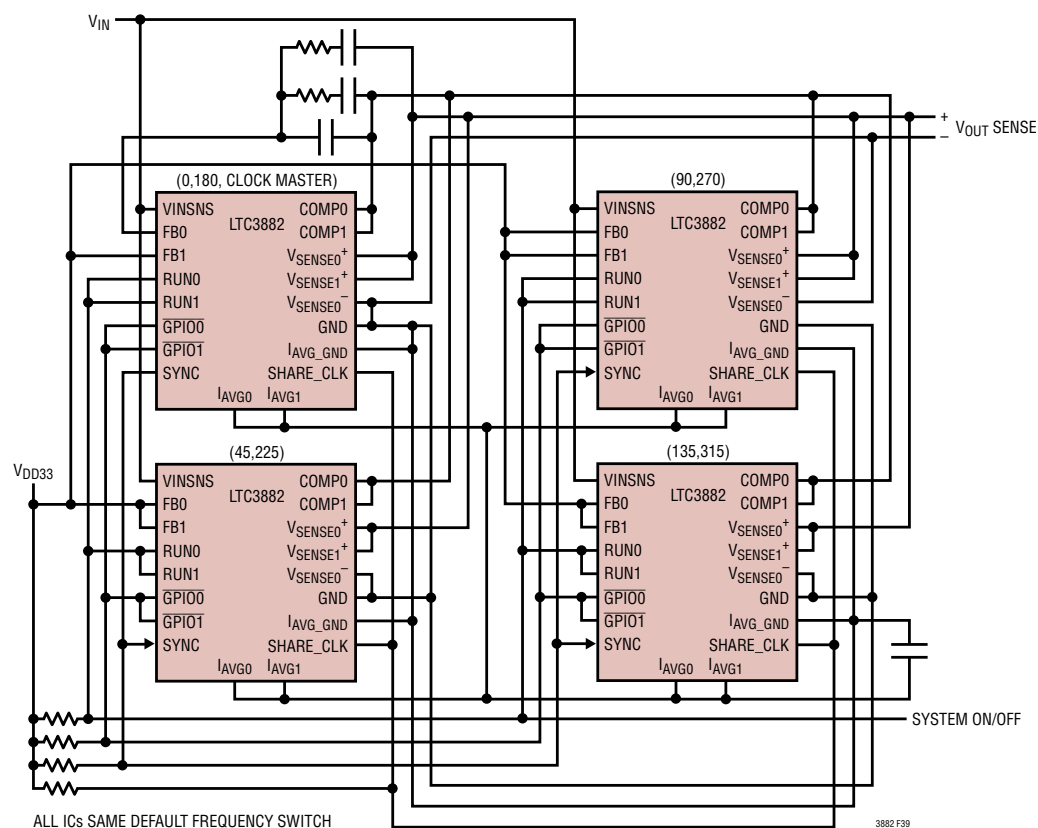 VIN
+
VOUT SENSE
–
(0,180, CLOCK MASTER)
VINSNS
FB0
FB1
RUN0
RUN1
GPIO0
GPIO1
SYNC
LTC3882
COMP0
COMP1
VSENSE0+
VSENSE1+
VSENSE0–
GND
IAVG_GND
SHARE_CLK
IAVG0 IAVG1
(90,270)
VINSNS
FB0
FB1
RUN0
RUN1
GPIO0
GPIO1
SYNC
LTC3882
COMP0
COMP1
VSENSE0+
VSENSE1+
VSENSE0–
GND
IAVG_GND
SHARE_CLK
IAVG0 IAVG1
VDD33
(45,225)
VINSNS
FB0
FB1
RUN0
RUN1
GPIO0
GPIO1
SYNC
LTC3882
COMP0
COMP1
VSENSE0+
VSENSE1+
VSENSE0–
GND
IAVG_GND
SHARE_CLK
IAVG0 IAVG1
(135,315)
VINSNS
FB0
FB1
RUN0
RUN1
GPIO0
GPIO1
SYNC
LTC3882
COMP0
COMP1
VSENSE0+
VSENSE1+
VSENSE0–
GND
IAVG_GND
SHARE_CLK
IAVG0 IAVG1
SYSTEM ON/OFF
ALL ICs SAME DEFAULT FREQUENCY SWITCH
3882 F39